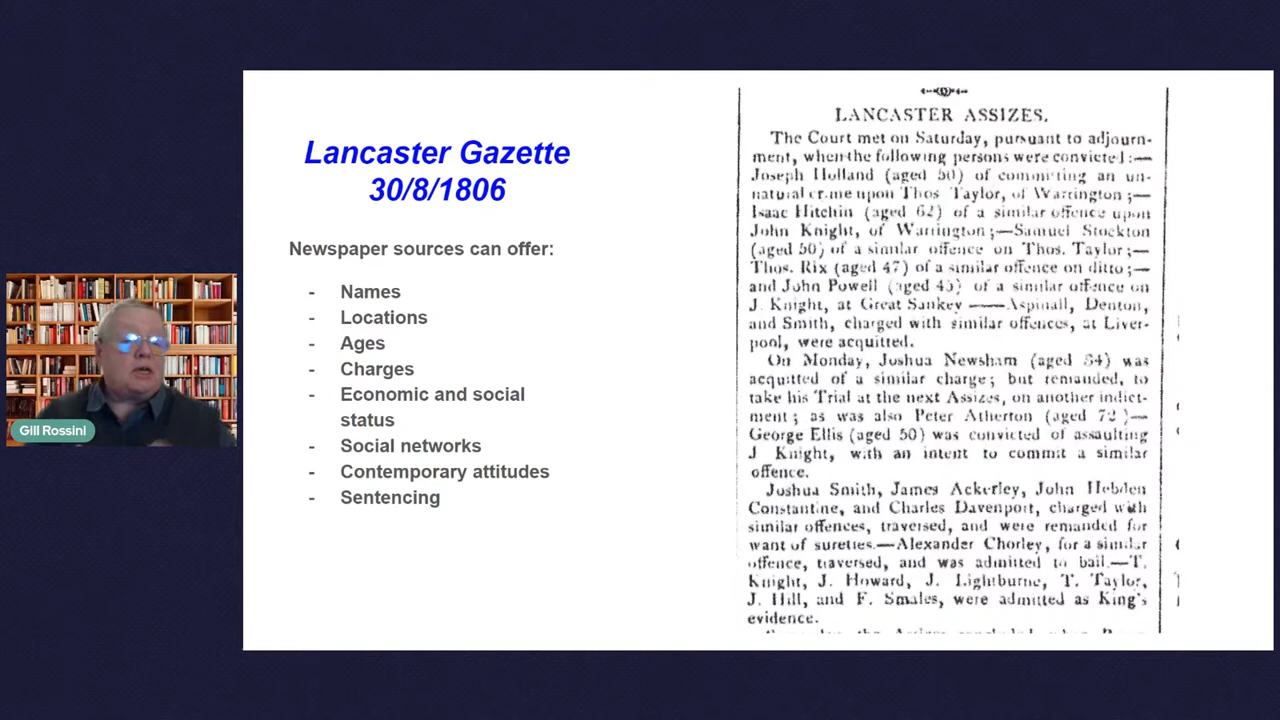 Lancaster Gazette
30/8/1806
Newspaper sources can offer:
- Names
- Locations
- Ages
- Charges
- Economic and social
status
- Social networks
- Contemporary attitudes
- Sentencing
Gill Rossini
LANCASTER ASSIZES.
The Court met on Saturday, pursuant to adjourn-
ment, when the following persons were convicted:—
Joseph Holland (aged 50) of committing an un-
natural crime upon Thos Taylor, of Warrington;—
Isaac Hitchin (aged 62) of a similar offence upon
John Knight, of Warrington;—Samuel Stockton
(aged 50) of a similar offence on Thos. Taylor;—
Thos. Rix (aged 47) of a similar offence on ditto;—
and John Powell (aged of a similar offence on
J. Knight, at Great Sankey——Aspinall, Denton,
and Smith, charged with similar offences, at Liver-
pool, were acquitted.
On Monday, Joshua Newsham (aged was
acquitted of a similar charge; but remanded, to
take his Trial at the next Assizes, on another indict-
ment; as was also Peter Atherton (aged 72)—
George Ellis (aged 50) was convicted of assaulting
J Knight, with an intent to commit a similar
offence.
Joshua Smith, James Ackerley, John Hebden
Constantine, and Charles Davenport, charged with
similar offences, traversed, and were remanded for
want of sureties.—Alexander Chorley, for a similar
offence, traversed, and was admitted to bail.—T.
Knight, J. Howard, J. Lightburne, T. Taylor,
J. Hill, and F. Smales, were admitted as King's
evidence.